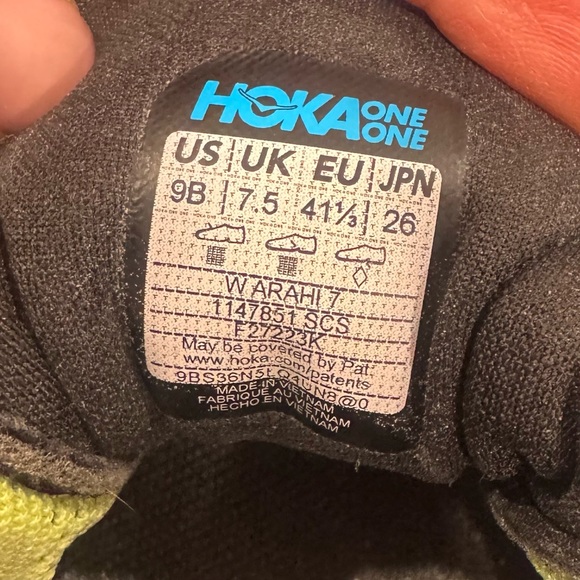 HOKA ONE ONE
US UK EU JPN
9B 7.5 41⅓ 26
W ARAHI 7
1147851 SCS
F27223K
May be covered by Pat
www.hoka.com/patents
MADE IN VIETNAM
FABRIQUE AU VIETNAM
HECHO EN VIETNAM